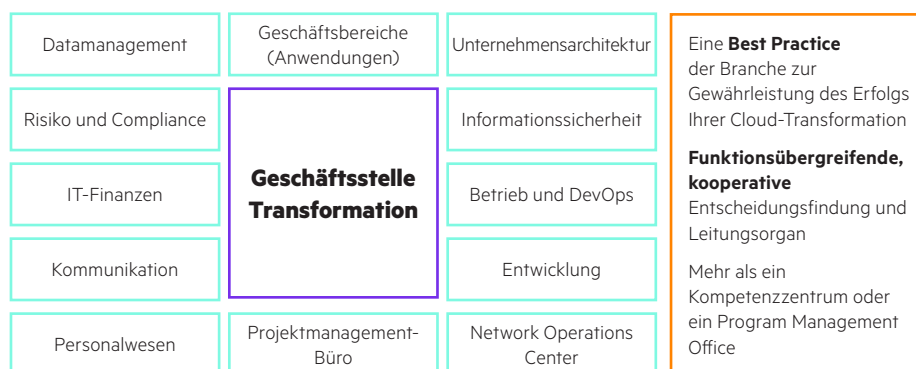 Datamanagement
Geschäftsbereiche
(Anwendungen)
Unternehmensarchitektur
Risiko und Compliance
Informationssicherheit
IT-Finanzen
Geschäftsstelle
Transformation
Betrieb und DevOps
Kommunikation
Entwicklung
Personalwesen
Projektmanagement-
Büro
Network Operations
Center
Eine Best Practice
der Branche zur
Gewährleistung des Erfolgs
Ihrer Cloud-Transformation
Funktionsübergreifende,
kooperative
Entscheidungsfindung und
Leitungsorgan
Mehr als ein
Kompetenzzentrum oder
ein Program Management
Office